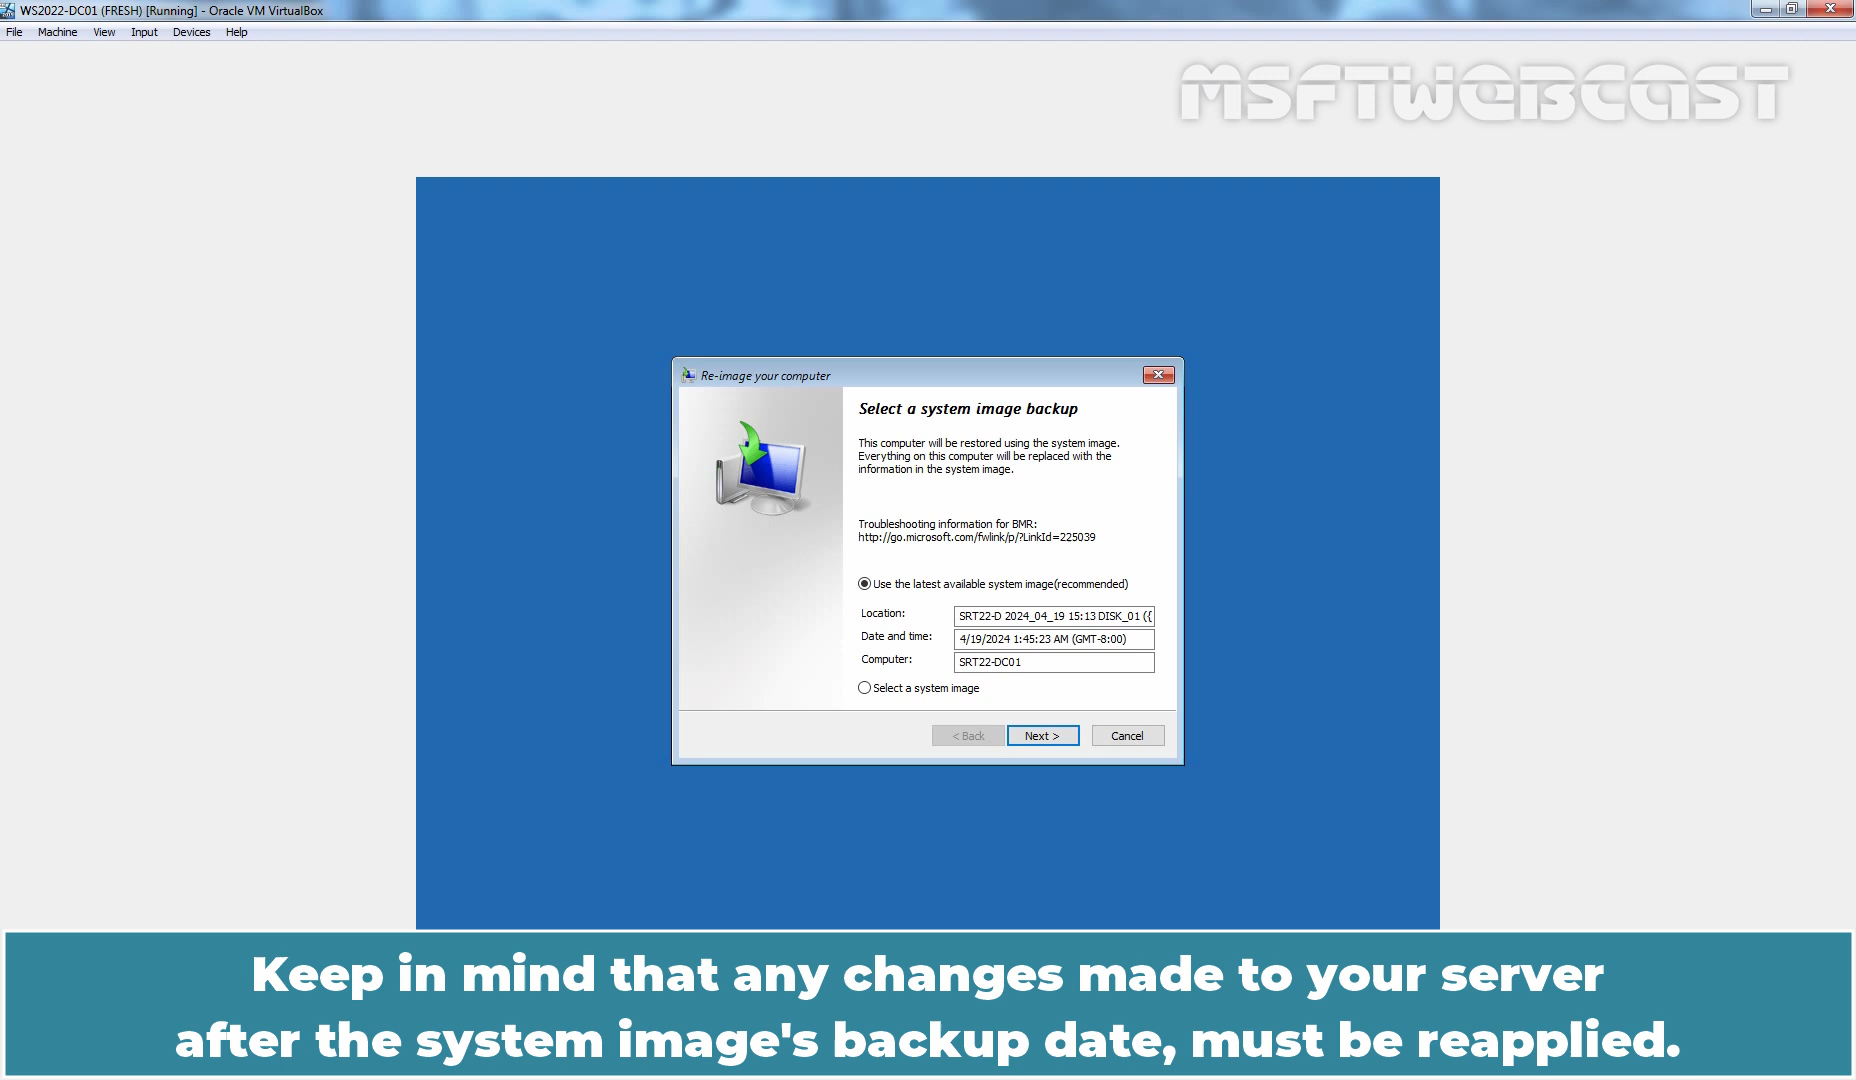 WS2022-DC01 (FRESH) [Running] - Oracle VM VirtualBox
File Machine View Input Devices Help
MSFTWEBCAST
Re-image your computer
Select a system image backup
This computer will be restored using the system image.
Everything on this computer will be replaced with the
information in the system image.
Troubleshooting information for BMR:
http://go.microsoft.com/fwlink/p/?LinkId=225039
Use the latest available system image(recommended)
Location: SRT22-D 2024_04_19 15:13 DISK_01 ({
Date and time: 4/19/2024 1:45:23 AM (GMT-8:00)
Computer: SRT22-DC01
Select a system image
< Back Next > Cancel
Keep in mind that any changes made to your server
after the system image's backup date, must be reapplied.